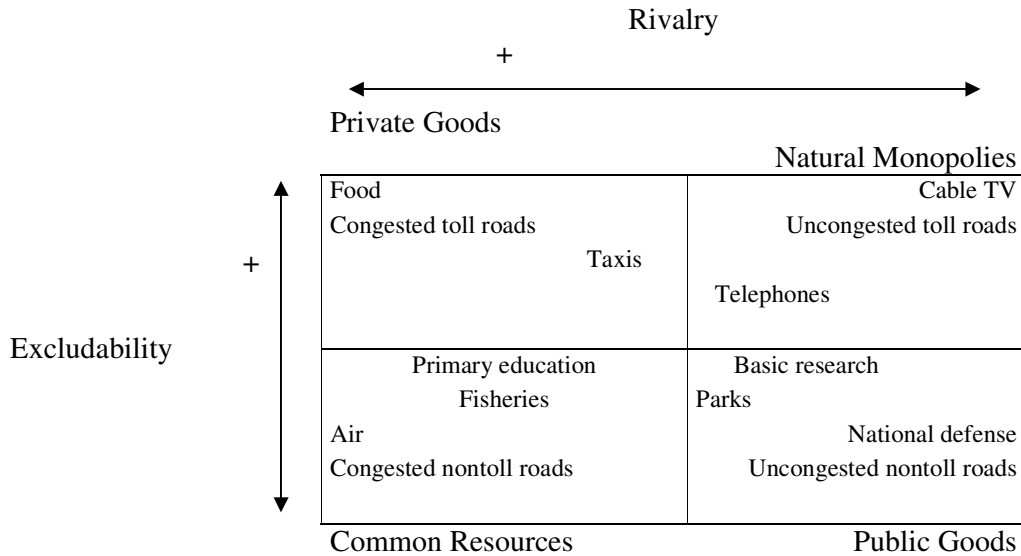 Rivalry
+
Private Goods
Natural Monopolies
Food Cable TV
Congested toll roads Uncongested toll roads
+ Taxis
Telephones
Excludability
Primary education Basic research
Fisheries Parks
Air National defense
Congested nontoll roads Uncongested nontoll roads
Common Resources Public Goods